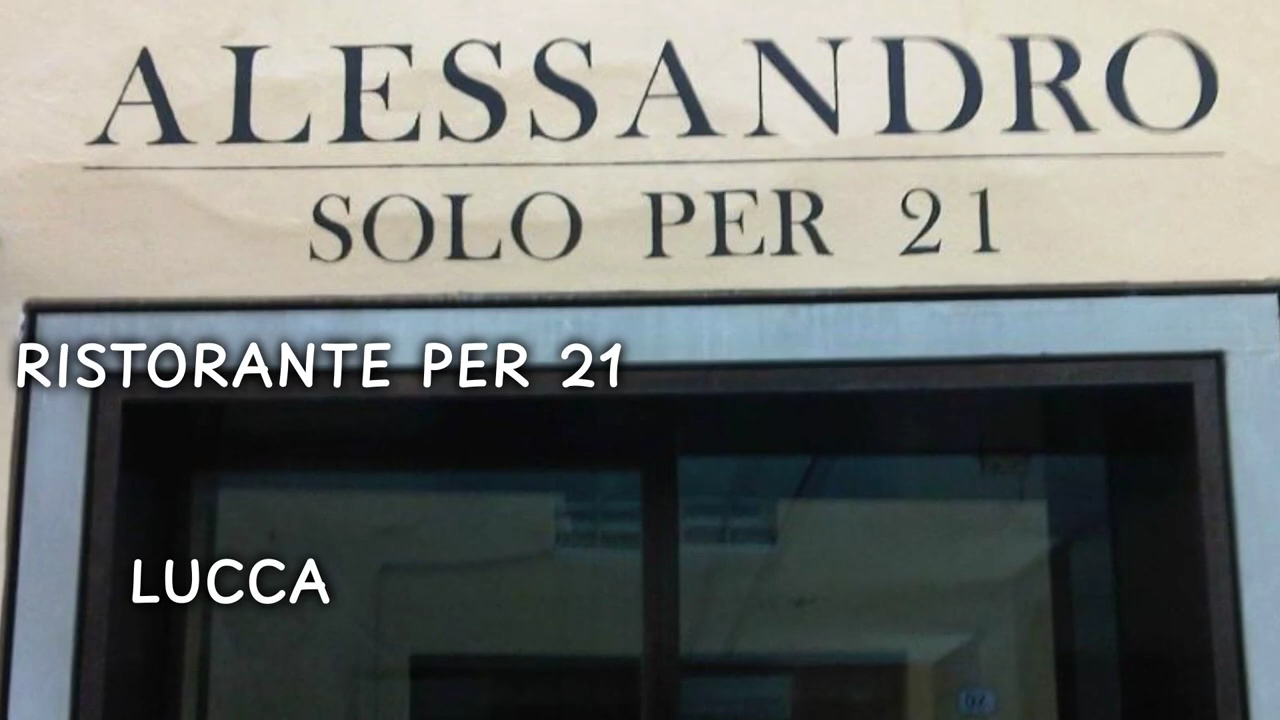 ALESSANDRO
SOLO PER 21
RISTORANTE PER 21
LUCCA